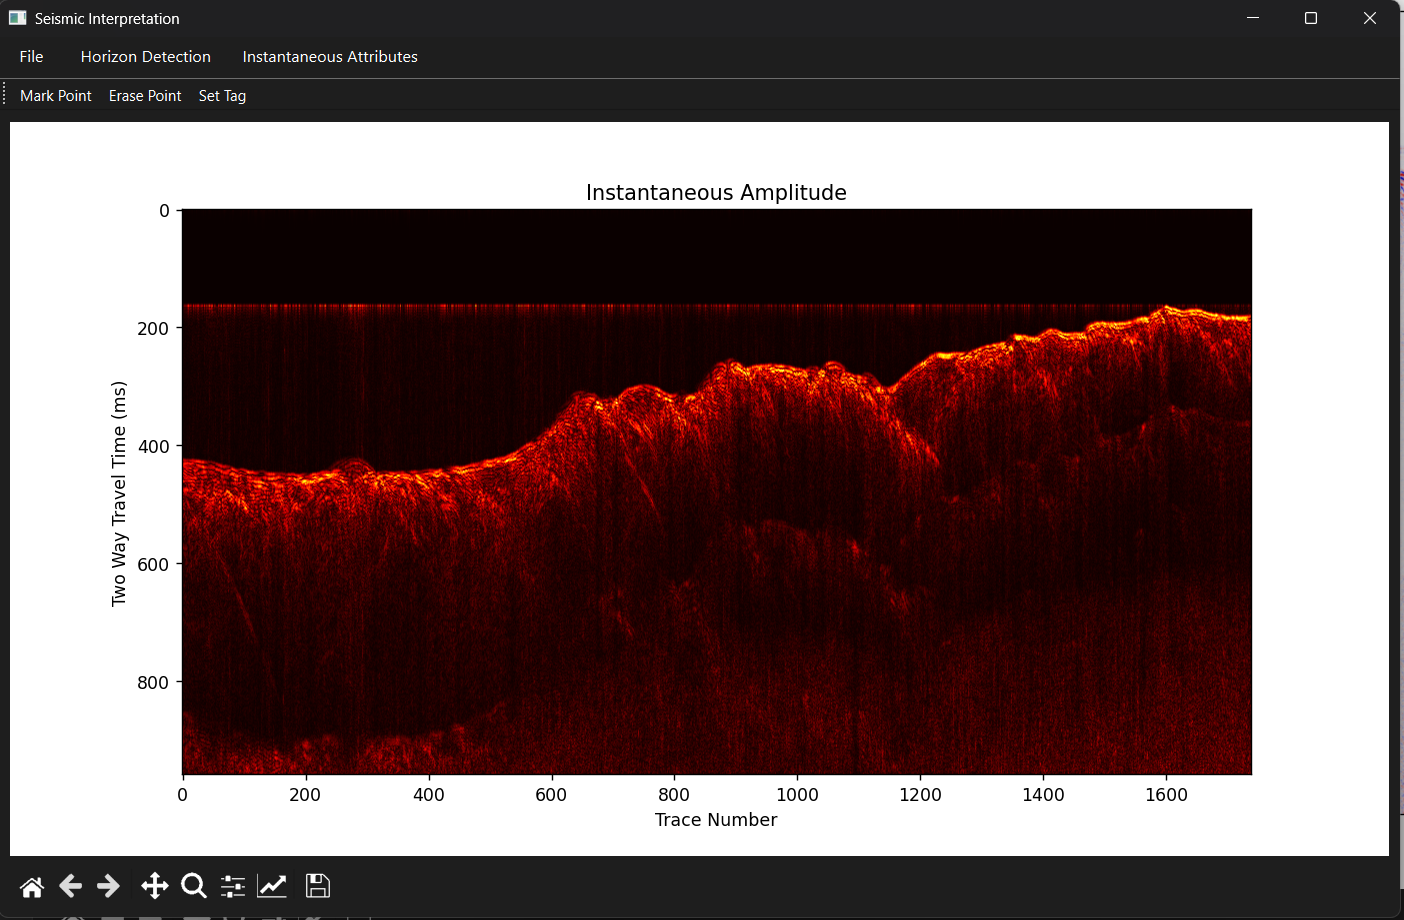 Seismic Interpretation
File Horizon Detection Instantaneous Attributes
Mark Point Erase Point Set Tag
Instantaneous Amplitude
0
200
400
600
800
Two Way Travel Time (ms)
0 200 400 600 800 1000 1200 1400 1600
Trace Number